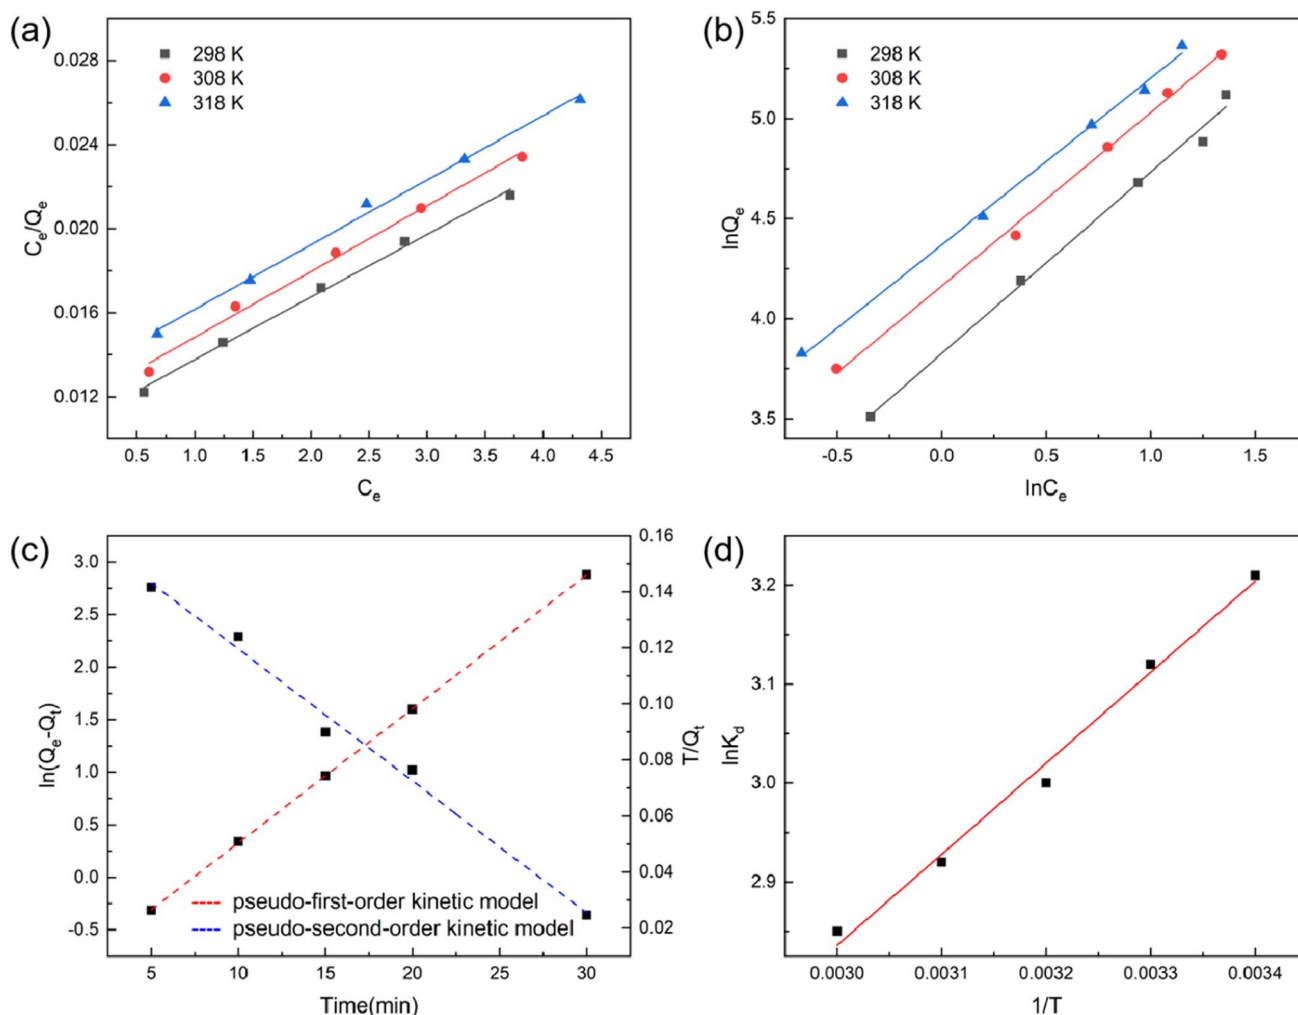 (a)
298 K
308 K
318 K
0.028
0.024
0.020
0.016
0.012
Ce/Qe
0.5 1.0 1.5 2.0 2.5 3.0 3.5 4.0 4.5
Ce
(b)
298 K
308 K
318 K
5.5
5.0
4.5
4.0
3.5
lnQe
-0.5 0.0 0.5 1.0 1.5
lnCe
(c)
3.0
2.5
2.0
1.5
1.0
0.5
0.0
-0.5
ln(Qe-Qt)
0.16
0.14
0.12
0.10
0.08
0.06
0.04
0.02
T/Qt
pseudo-first-order kinetic model
pseudo-second-order kinetic model
5 10 15 20 25 30
Time(min)
(d)
3.2
3.1
3.0
2.9
lnKd
0.0030 0.0031 0.0032 0.0033 0.0034
1/T